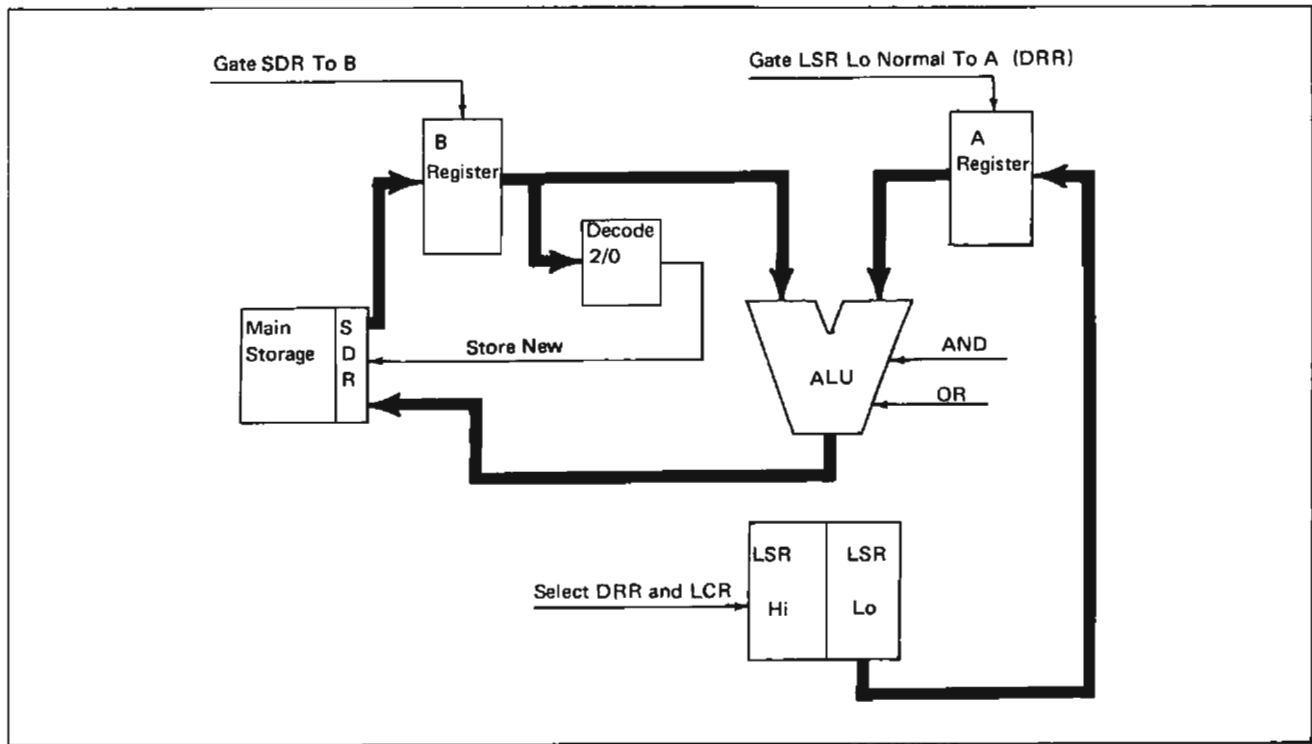 Gate SDR To B
Gate LSR Lo Normal To A (DRR)
B
Register
A
Register
Decode
2/0
Main
Storage
S
D
R
Store New
ALU
AND
OR
LSR
Hi
LSR
Lo
Select DRR and LCR